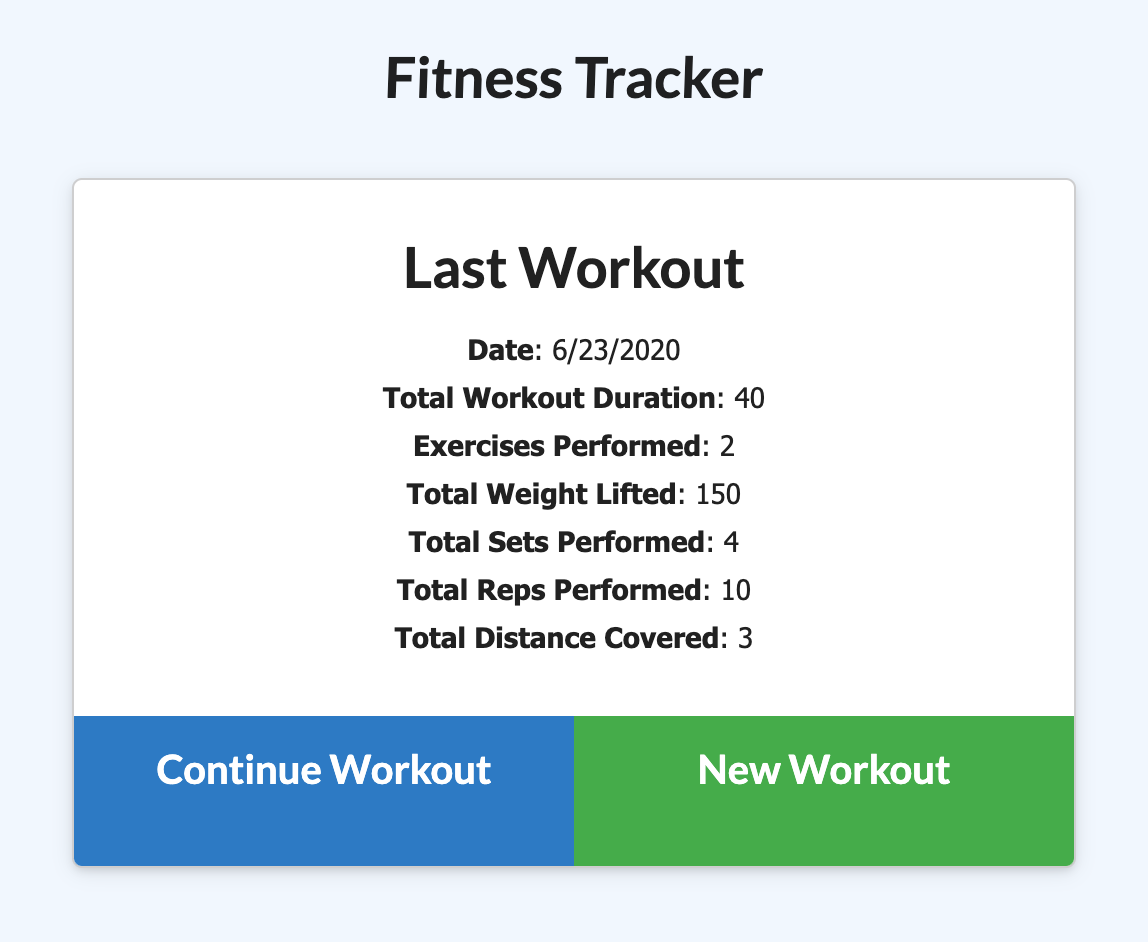 Fitness Tracker
Last Workout
Date: 6/23/2020
Total Workout Duration: 40
Exercises Performed: 2
Total Weight Lifted: 150
Total Sets Performed: 4
Total Reps Performed: 10
Total Distance Covered: 3
Continue Workout
New Workout